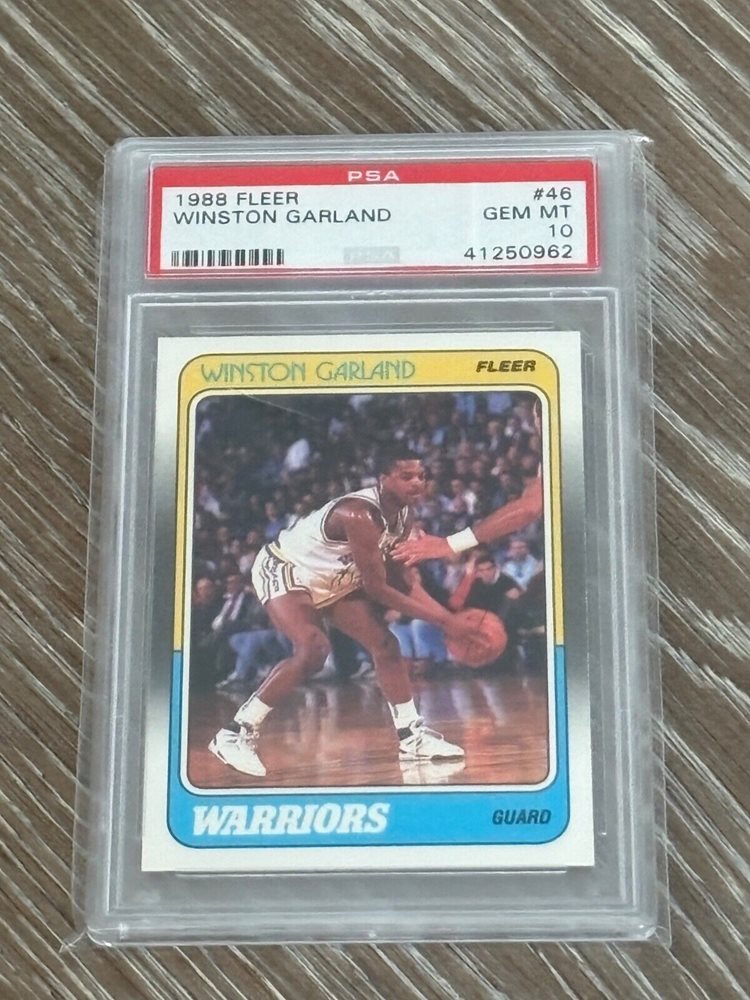 PSA
1988 FLEER #46
WINSTON GARLAND GEM MT
10
41250962
WINSTON GARLAND FLEER
WARRIORS GUARD